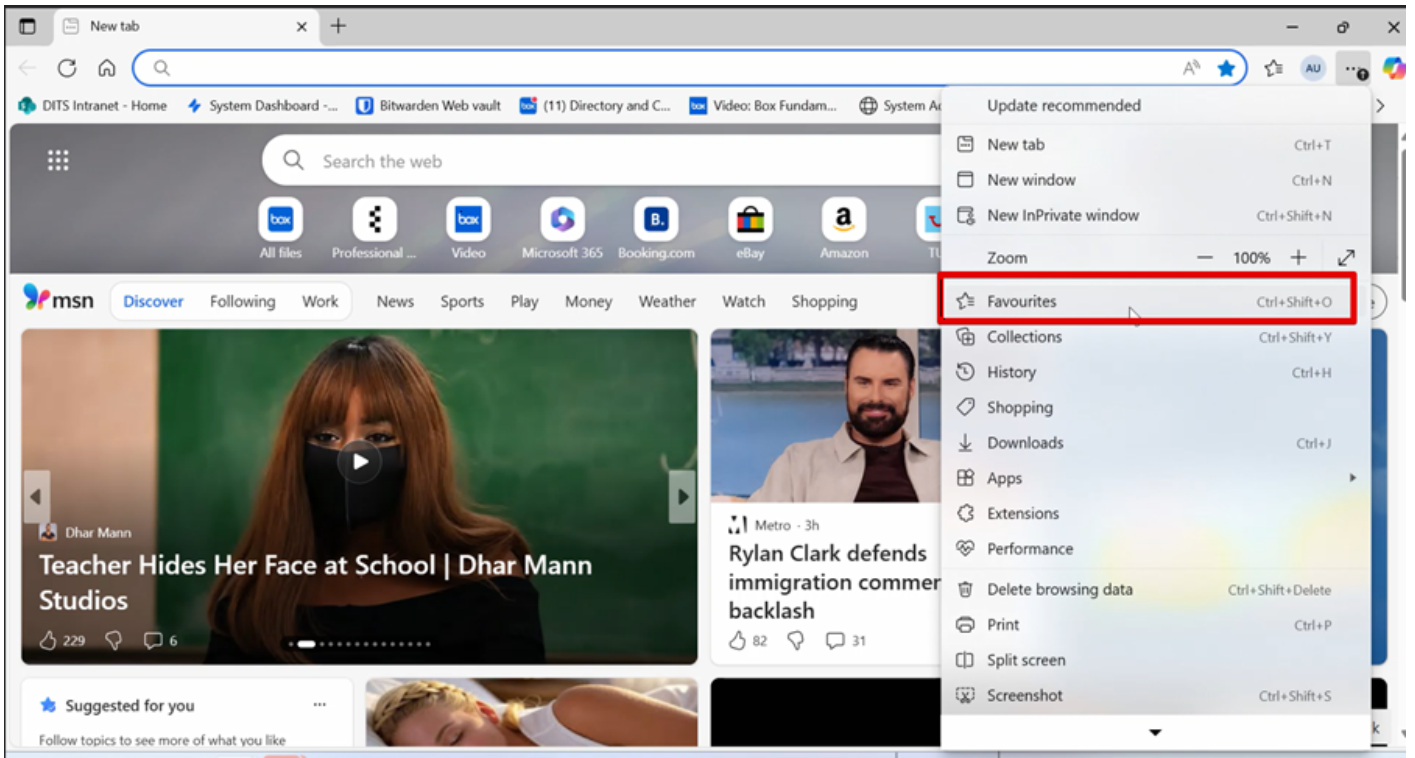 New tab
AU
DITS Intranet - Home
System Dashboard -...
Bitwarden Web vault
(11) Directory and C...
Video: Box Fundam...
System Ac
Search the web
box
box
B.
a
All files
Professional ...
Video
Microsoft 365
Booking.com
eBay
Amazon
TU
msn
Discover
Following
Work
News
Sports
Play
Money
Weather
Watch
Shopping
Dhar Mann
Teacher Hides Her Face at School | Dhar Mann
Studios
229
6
Metro · 3h
Rylan Clark defends
immigration commer
backlash
82
31
Suggested for you
...
Follow topics to see more of what you like
Update recommended
New tab Ctrl+T
New window Ctrl+N
New InPrivate window Ctrl+Shift+N
Zoom — 100% +
Favourites Ctrl+Shift+O
Collections Ctrl+Shift+Y
History Ctrl+H
Shopping
Downloads Ctrl+J
Apps
Extensions
Performance
Delete browsing data Ctrl+Shift+Delete
Print Ctrl+P
Split screen
Screenshot Ctrl+Shift+S